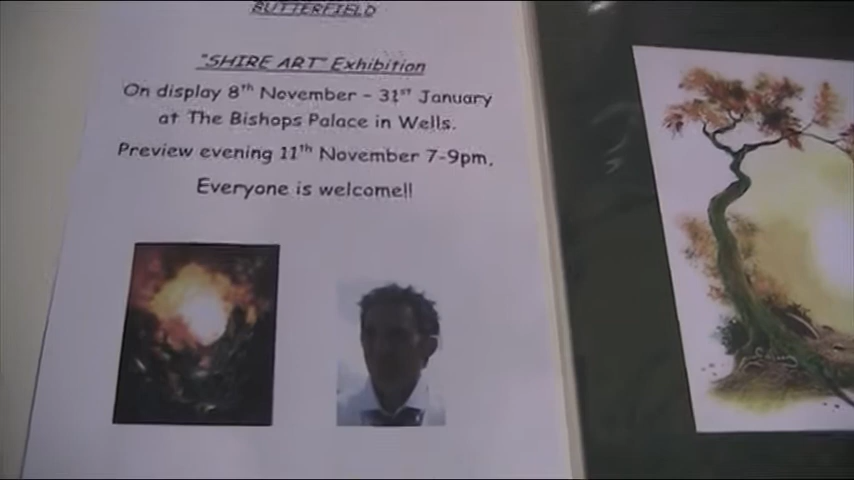 BUTTERFIELD
"SHIRE ART" Exhibition
On display 8th November - 31st January
at The Bishops Palace in Wells.
Preview evening 11th November 7-9pm.
Everyone is welcome!!